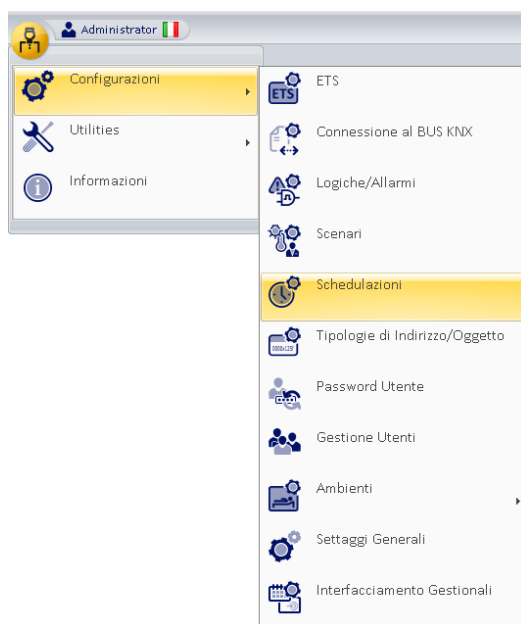 Administrator
Configurazioni
Utilities
Informazioni
ETS
ETS
Connessione al BUS KNX
Logiche/Allarmi
Scenari
Schedulazioni
Tipologie di Indirizzo/Oggetto
Password Utente
Gestione Utenti
Ambienti
Settaggi Generali
Interfacciamento Gestionali